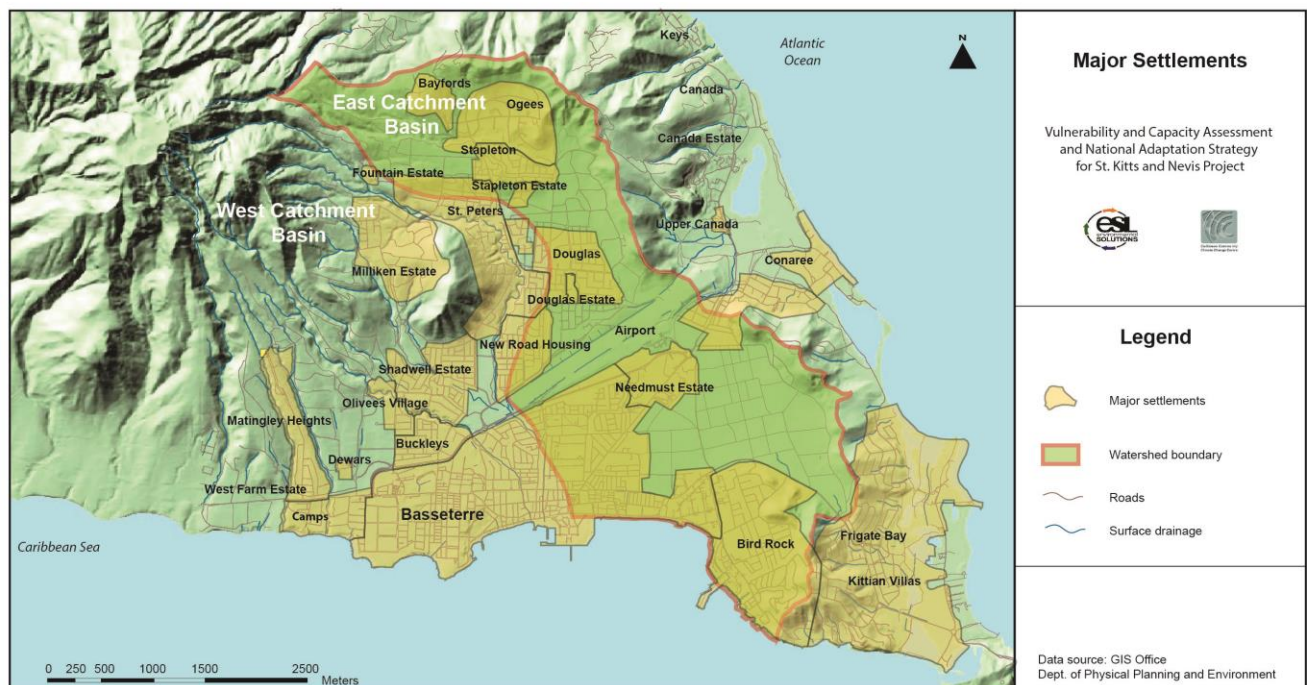 Keys
Atlantic
Ocean
N
Bayfords
East Catchment
Basin
Ogees
Canada
Canada Estate
Stapleton
Fountain Estate
Stapleton Estate
West Catchment
Basin
St. Peters
Upper Canada
Douglas
Conaree
Milliken Estate
Douglas Estate
Airport
New Road Housing
Shadwell Estate
Needmust Estate
Olivees Village
Matingley Heights
Buckleys
Dewars
West Farm Estate
Camps
Basseterre
Bird Rock
Frigate Bay
Kittian Villas
Caribbean Sea
0 250 500 1000 1500 2500
Meters
Major Settlements
Vulnerability and Capacity Assessment
and National Adaptation Strategy
for St. Kitts and Nevis Project
esl
environmental
SOLUTIONS
Legend
Major settlements
Watershed boundary
Roads
Surface drainage
Data source: GIS Office
Dept. of Physical Planning and Environment